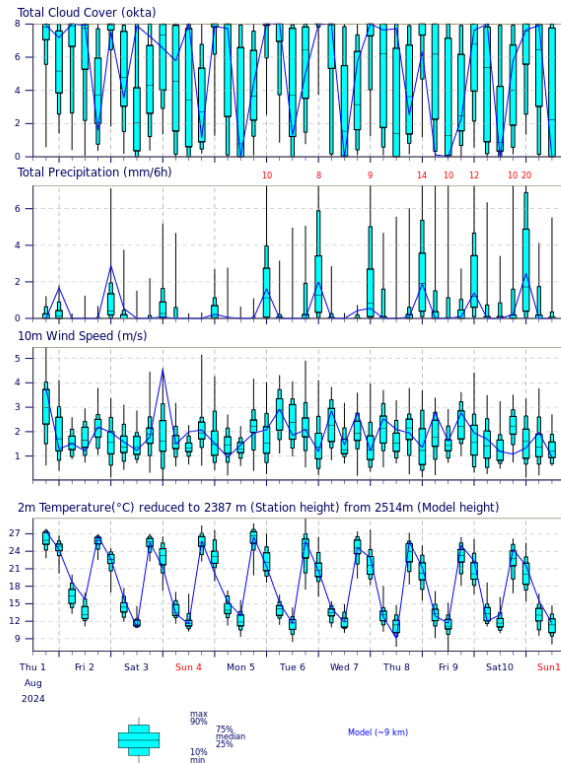 Total Cloud Cover (okta)
8
6
4
2
0
Total Precipitation (mm/6h)
10 8 9 14 10 12 10 20
6
4
2
0
10m Wind Speed (m/s)
5
4
3
2
1
2m Temperature(°C) reduced to 2387 m (Station height) from 2514m (Model height)
27
24
21
18
15
12
9
Thu 1 Fri 2 Sat 3 Sun 4 Mon 5 Tue 6 Wed 7 Thu 8 Fri 9 Sat10 Sun1
Aug
2024
max
90%
75%
median
25%
10%
min
Model (~9 km)